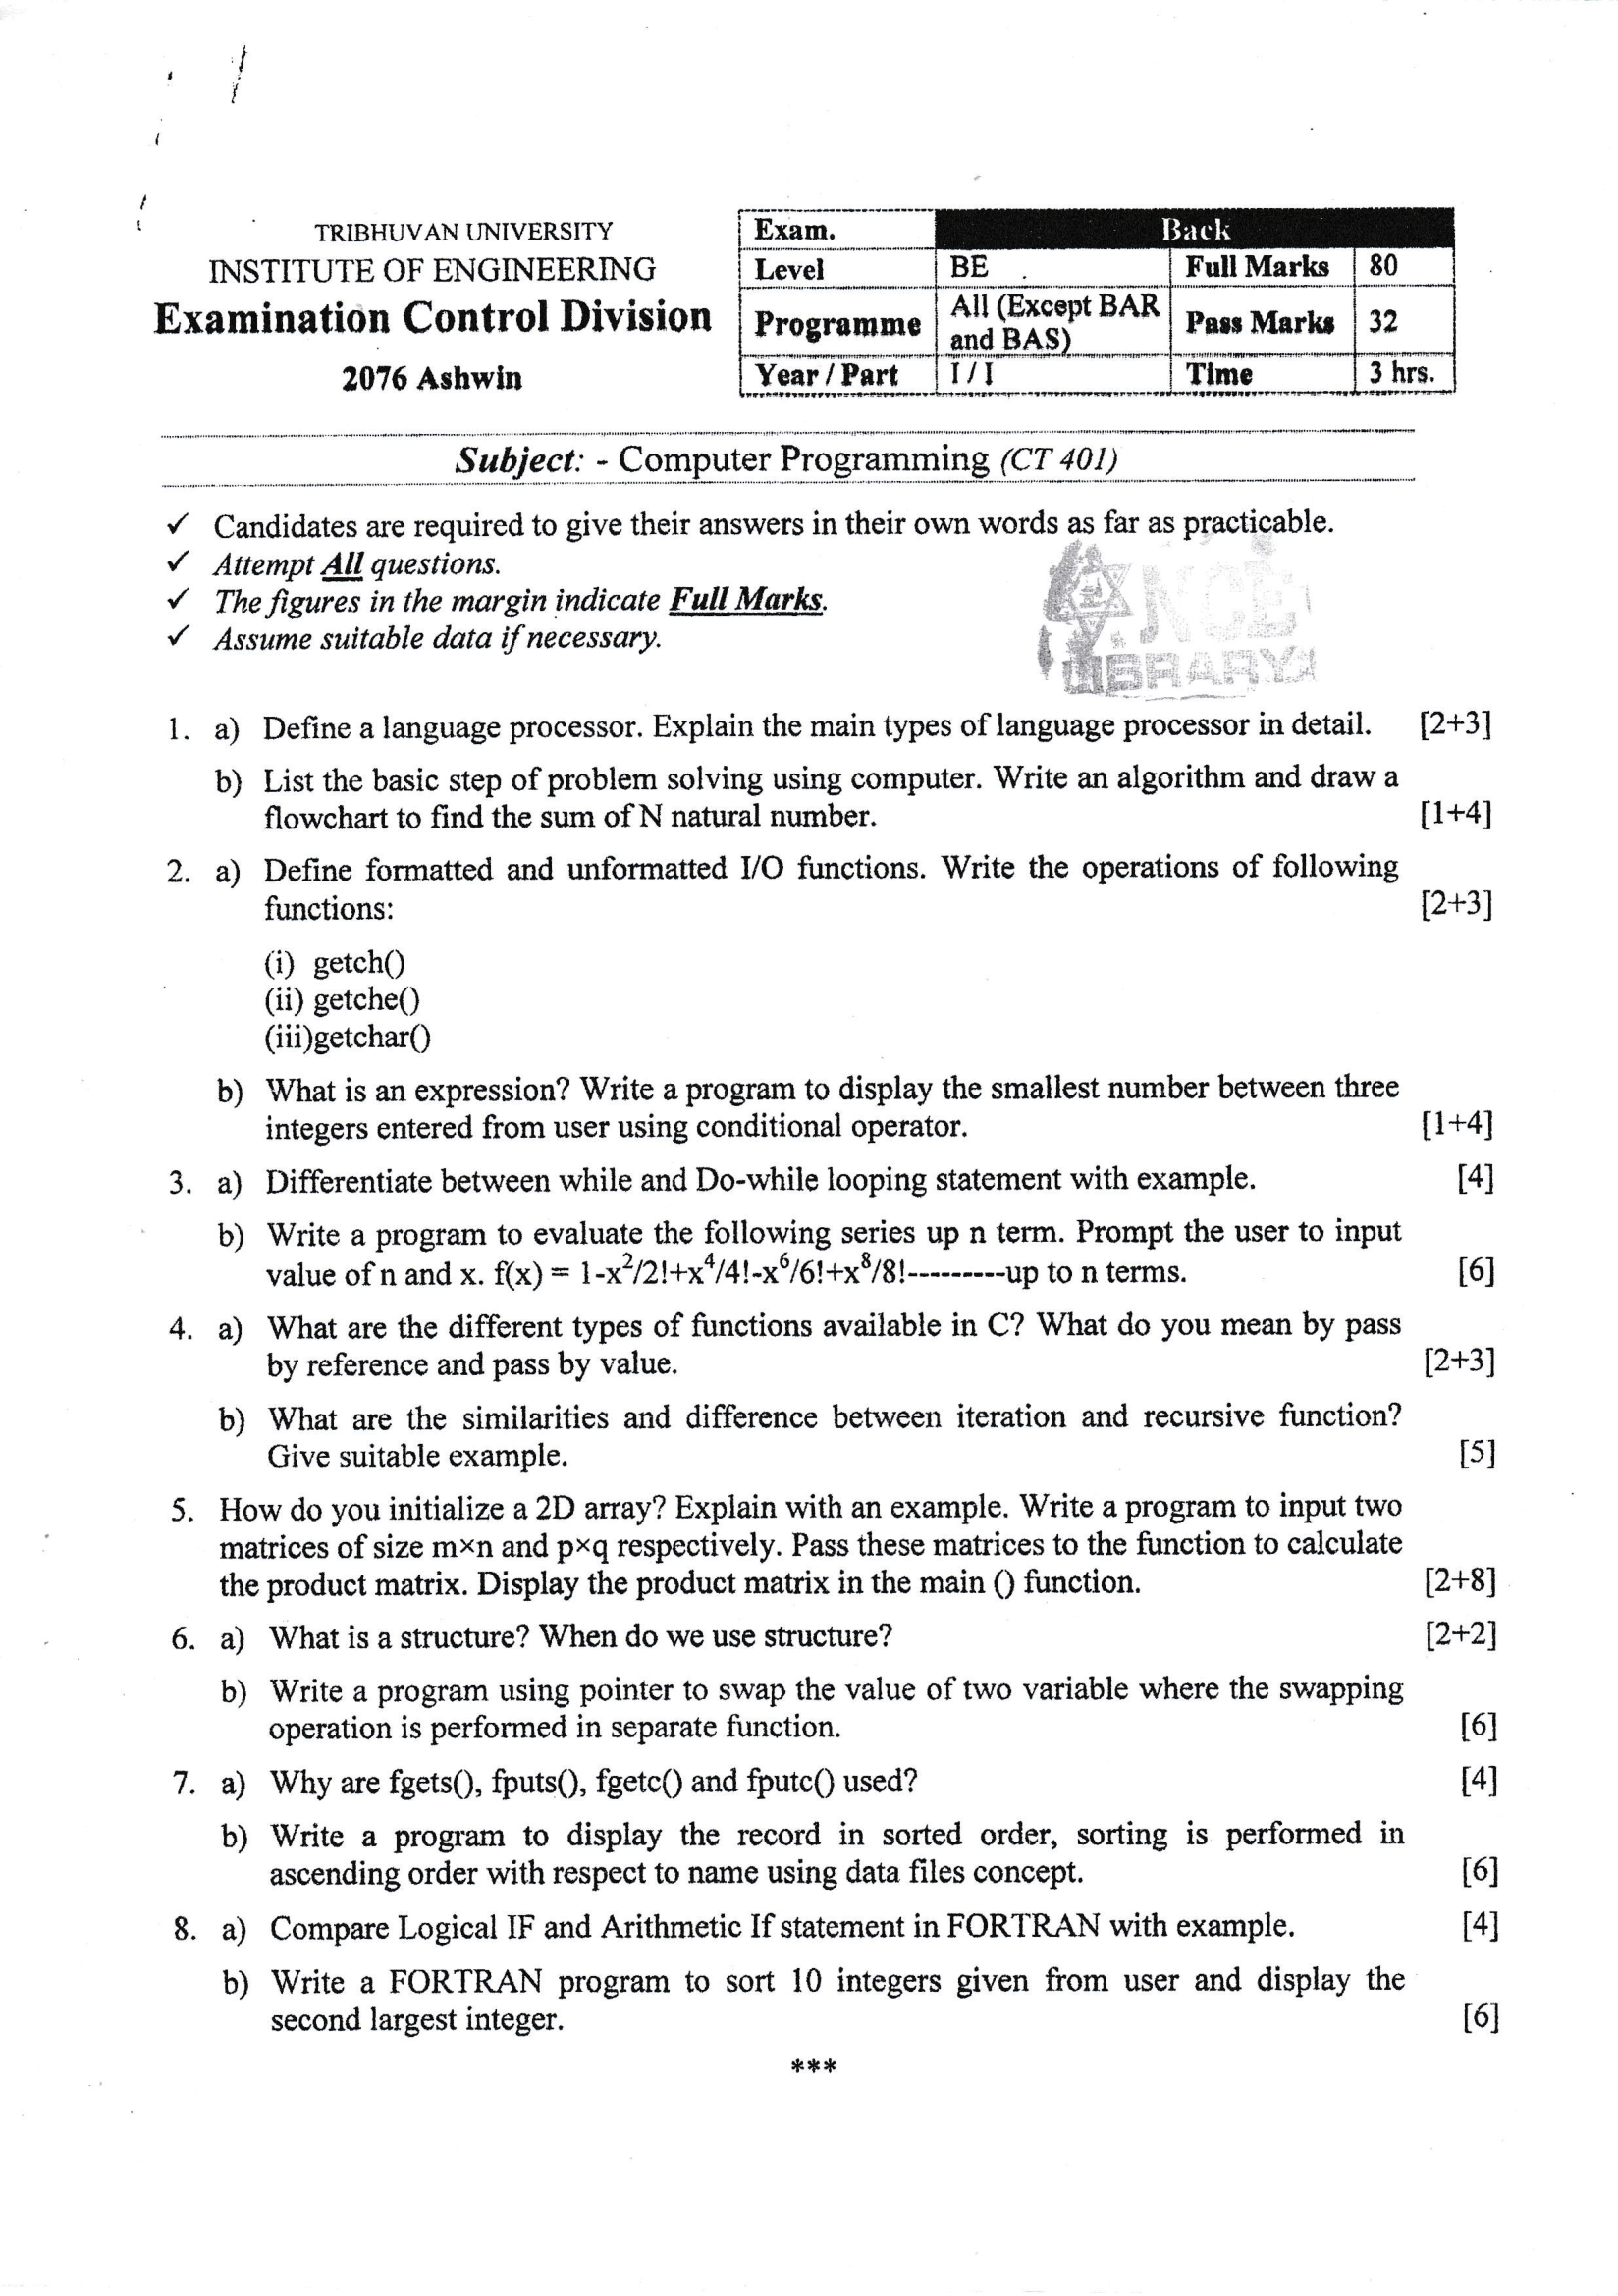 TRIBHUVAN UNIVERSITY
INSTITUTE OF ENGINEERING
Examination Control Division
2076 Ashwin
Exam. Back
Level BE Full Marks 80
Programme All (Except BAR and BAS) Pass Marks 32
Year / Part I / I Time 3 hrs.
Subject: - Computer Programming (CT 401)
✓ Candidates are required to give their answers in their own words as far as practicable.
✓ Attempt All questions.
✓ The figures in the margin indicate Full Marks.
✓ Assume suitable data if necessary.
NCE
LIBRARY
1. a) Define a language processor. Explain the main types of language processor in detail. [2+3]
b) List the basic step of problem solving using computer. Write an algorithm and draw a
flowchart to find the sum of N natural number. [1+4]
2. a) Define formatted and unformatted I/O functions. Write the operations of following
functions: [2+3]
(i) getch()
(ii) getche()
(iii)getchar()
b) What is an expression? Write a program to display the smallest number between three
integers entered from user using conditional operator. [1+4]
3. a) Differentiate between while and Do-while looping statement with example. [4]
b) Write a program to evaluate the following series up n term. Prompt the user to input
value of n and x. f(x) = 1-x²/2!+x⁴/4!-x⁶/6!+x⁸/8!---------up to n terms. [6]
4. a) What are the different types of functions available in C? What do you mean by pass
by reference and pass by value. [2+3]
b) What are the similarities and difference between iteration and recursive function?
Give suitable example. [5]
5. How do you initialize a 2D array? Explain with an example. Write a program to input two
matrices of size m×n and p×q respectively. Pass these matrices to the function to calculate
the product matrix. Display the product matrix in the main () function. [2+8]
6. a) What is a structure? When do we use structure? [2+2]
b) Write a program using pointer to swap the value of two variable where the swapping
operation is performed in separate function. [6]
7. a) Why are fgets(), fputs(), fgetc() and fputc() used? [4]
b) Write a program to display the record in sorted order, sorting is performed in
ascending order with respect to name using data files concept. [6]
8. a) Compare Logical IF and Arithmetic If statement in FORTRAN with example. [4]
b) Write a FORTRAN program to sort 10 integers given from user and display the
second largest integer. [6]
***